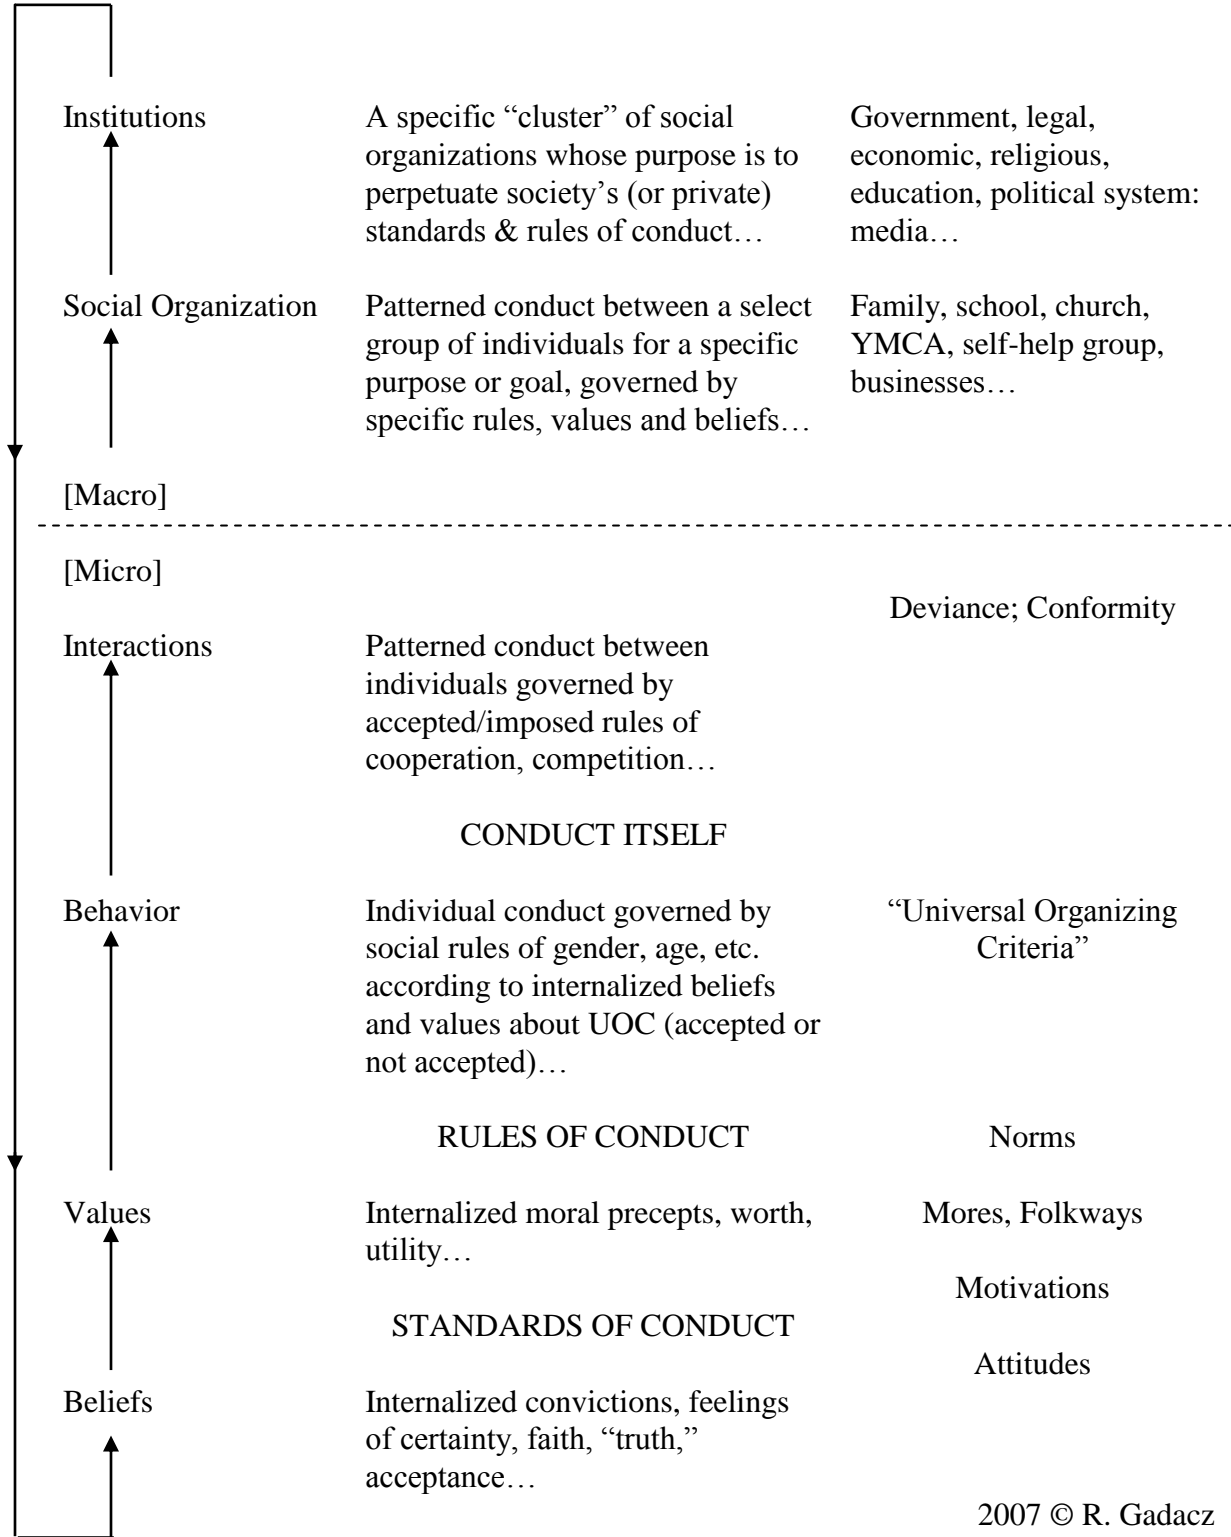 Institutions
A specific “cluster” of social
organizations whose purpose is to
perpetuate society’s (or private)
standards & rules of conduct…
Government, legal,
economic, religious,
education, political system:
media…
Social Organization
Patterned conduct between a select
group of individuals for a specific
purpose or goal, governed by
specific rules, values and beliefs…
Family, school, church,
YMCA, self-help group,
businesses…
[Macro]
[Micro]
Deviance; Conformity
Interactions
Patterned conduct between
individuals governed by
accepted/imposed rules of
cooperation, competition…
CONDUCT ITSELF
Behavior
Individual conduct governed by
social rules of gender, age, etc.
according to internalized beliefs
and values about UOC (accepted or
not accepted)…
“Universal Organizing
Criteria”
RULES OF CONDUCT
Norms
Values
Internalized moral precepts, worth,
utility…
Mores, Folkways
Motivations
STANDARDS OF CONDUCT
Attitudes
Beliefs
Internalized convictions, feelings
of certainty, faith, “truth,”
acceptance…
2007 © R. Gadacz